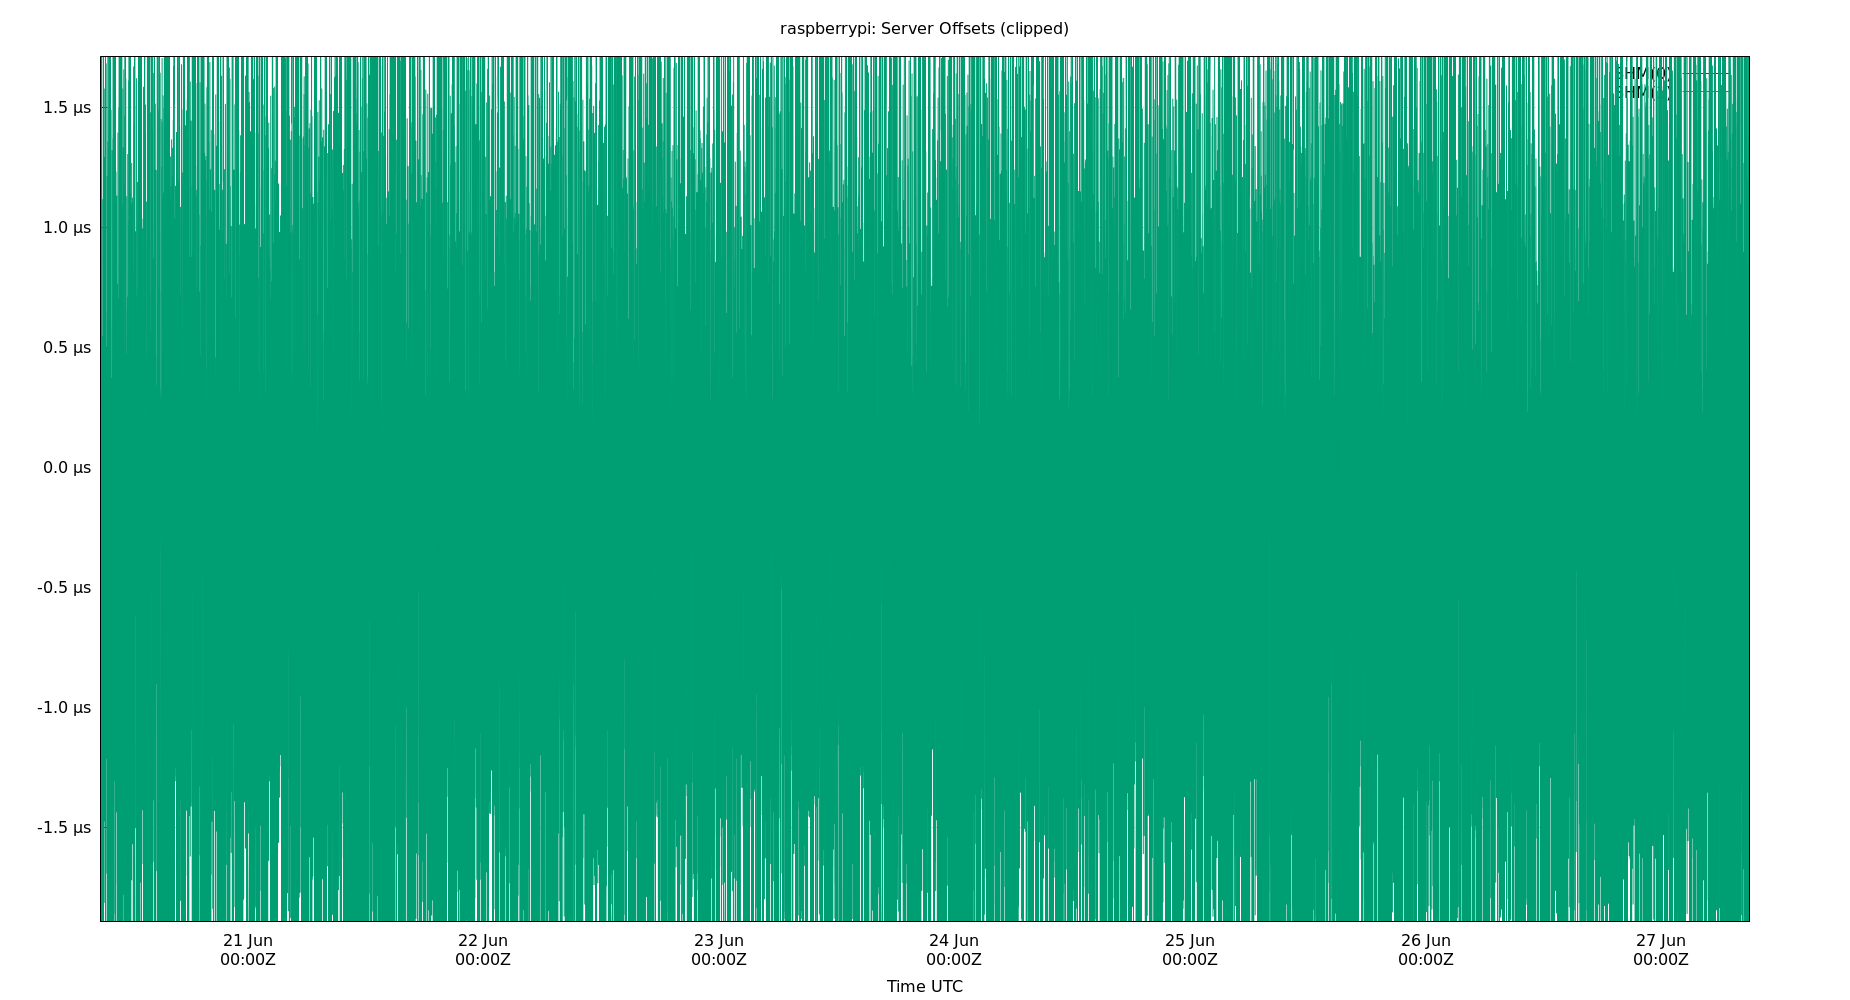 raspberrypi: Server Offsets (clipped)
1.5 µs
1.0 µs
0.5 µs
0.0 µs
-0.5 µs
-1.0 µs
-1.5 µs
21 Jun 22 Jun 23 Jun 24 Jun 25 Jun 26 Jun 27 Jun
00:00Z 00:00Z 00:00Z 00:00Z 00:00Z 00:00Z 00:00Z
Time UTC